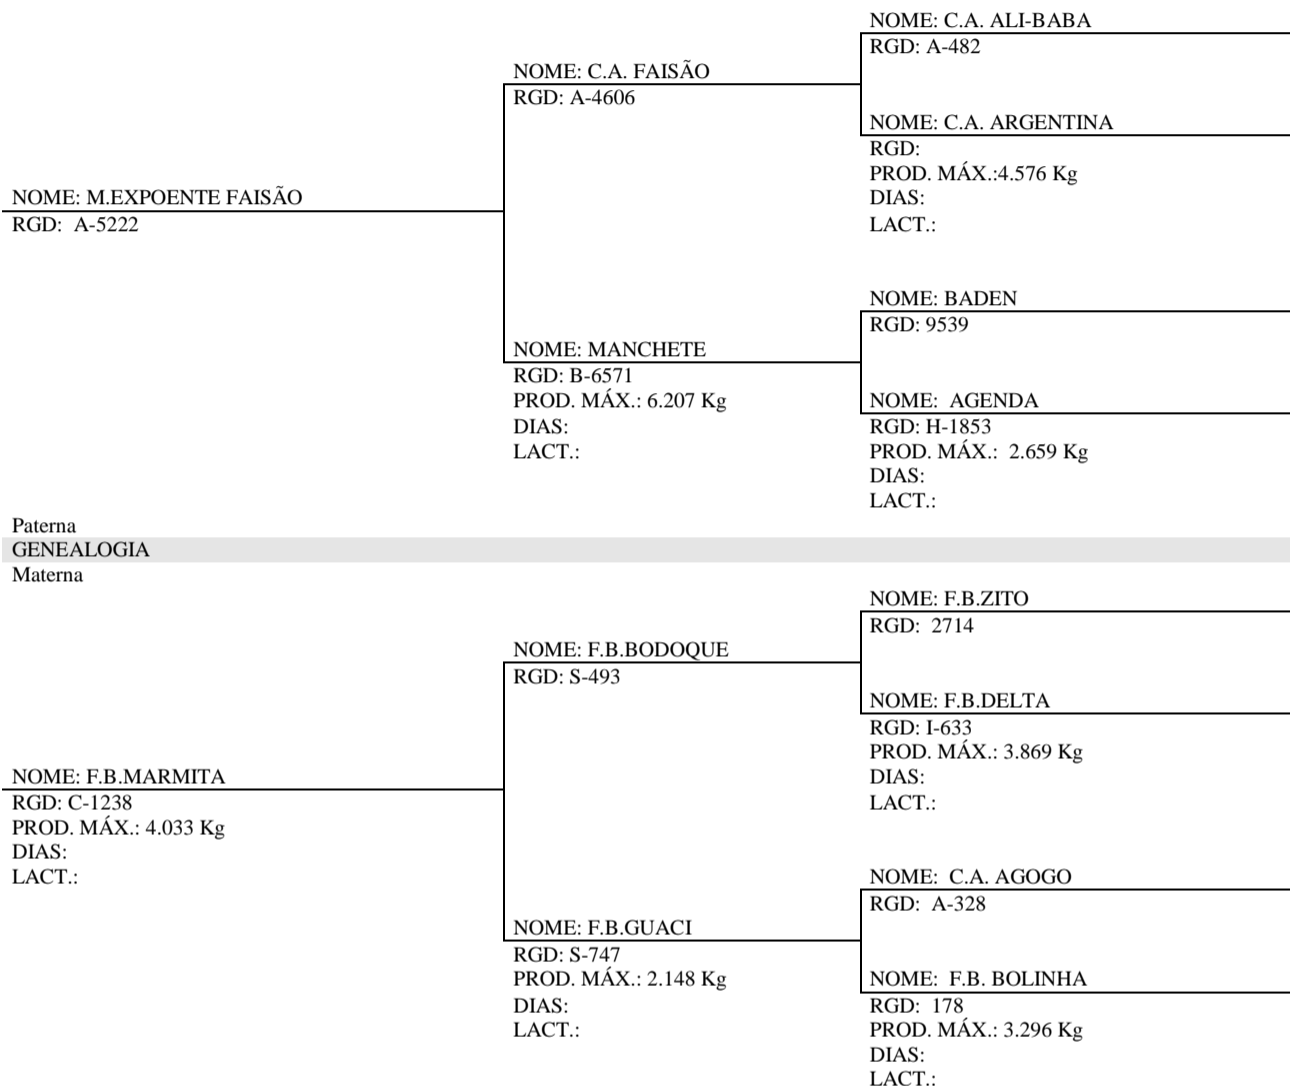 NOME: C.A. ALI-BABA
RGD: A-482
NOME: C.A. FAISÃO
RGD: A-4606
NOME: C.A. ARGENTINA
RGD:
PROD. MÁX.:4.576 Kg
DIAS:
LACT.:
NOME: M.EXPOENTE FAISÃO
RGD: A-5222
NOME: BADEN
RGD: 9539
NOME: MANCHETE
RGD: B-6571
PROD. MÁX.: 6.207 Kg
DIAS:
LACT.:
NOME: AGENDA
RGD: H-1853
PROD. MÁX.: 2.659 Kg
DIAS:
LACT.:
Paterna
GENEALOGIA
Materna
NOME: F.B.ZITO
RGD: 2714
NOME: F.B.BODOQUE
RGD: S-493
NOME: F.B.DELTA
RGD: I-633
PROD. MÁX.: 3.869 Kg
DIAS:
LACT.:
NOME: F.B.MARMITA
RGD: C-1238
PROD. MÁX.: 4.033 Kg
DIAS:
LACT.:
NOME: C.A. AGOGO
RGD: A-328
NOME: F.B.GUACI
RGD: S-747
PROD. MÁX.: 2.148 Kg
DIAS:
LACT.:
NOME: F.B. BOLINHA
RGD: 178
PROD. MÁX.: 3.296 Kg
DIAS:
LACT.: